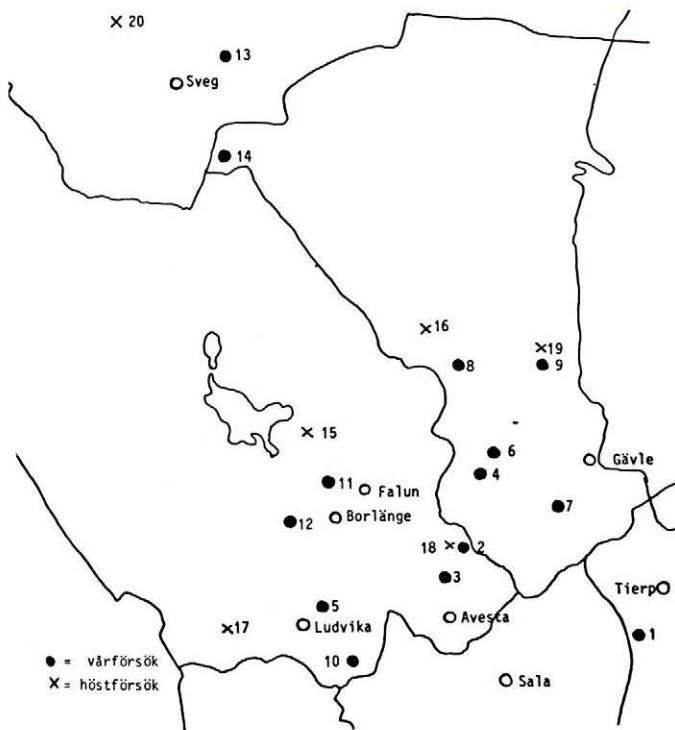 20
13
Sveg
14
16
8
19
9
15
6
4
Gävle
11
Falun
7
12
Borlänge
18
2
3
Tierp
5
Ludvika
Avesta
17
1
10
● = vårförsök
Sala
× = höstförsök